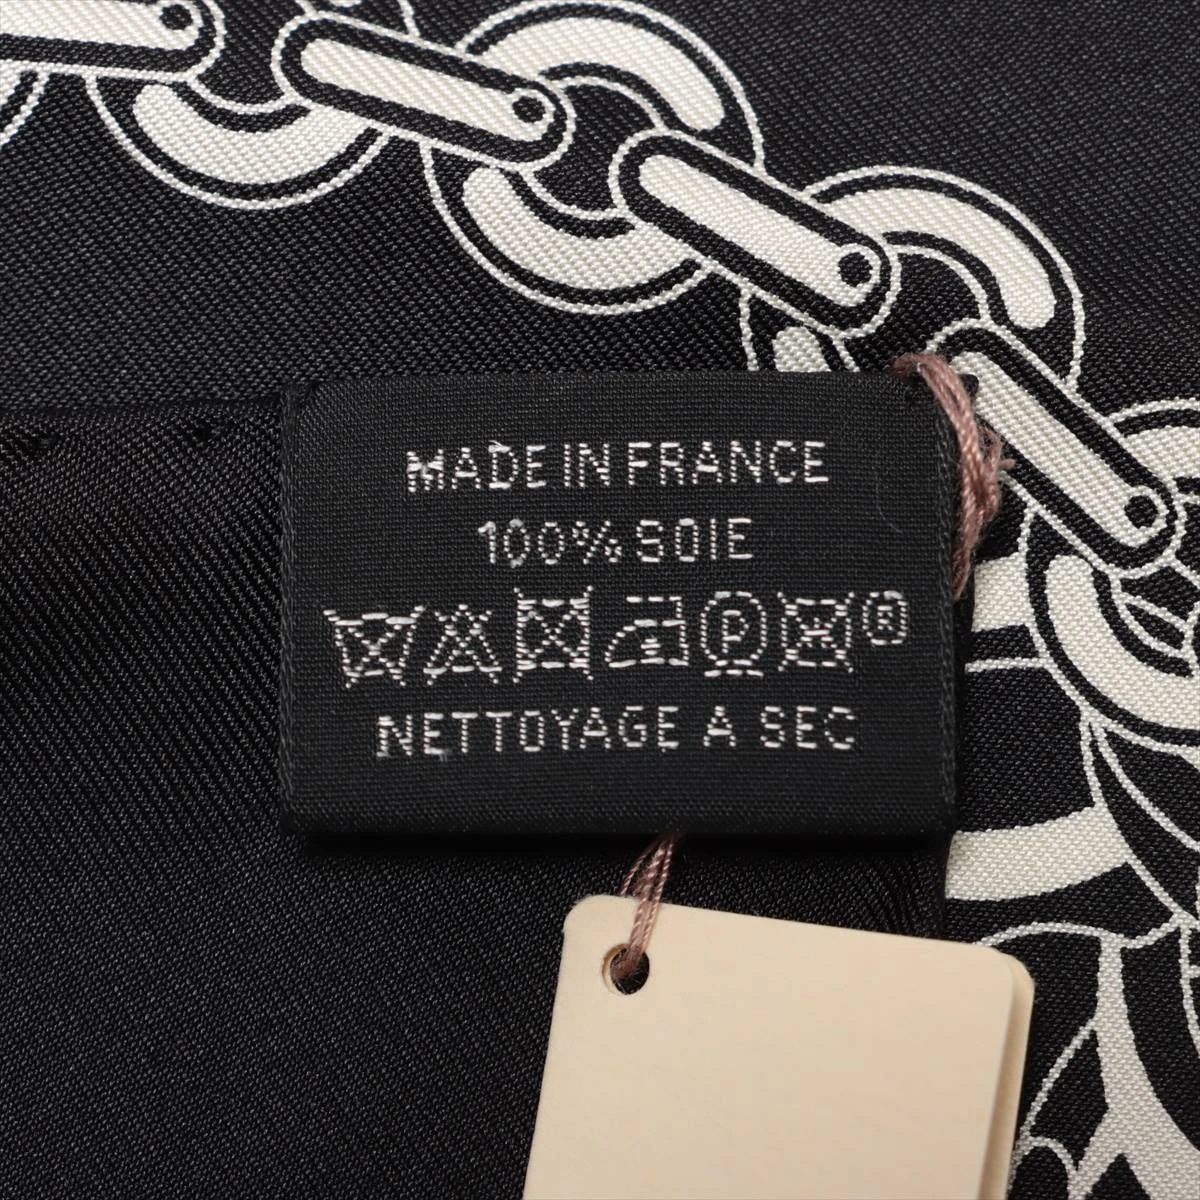 MADE IN FRANCE
100% SOIE
P ®
NETTOYAGE A SEC